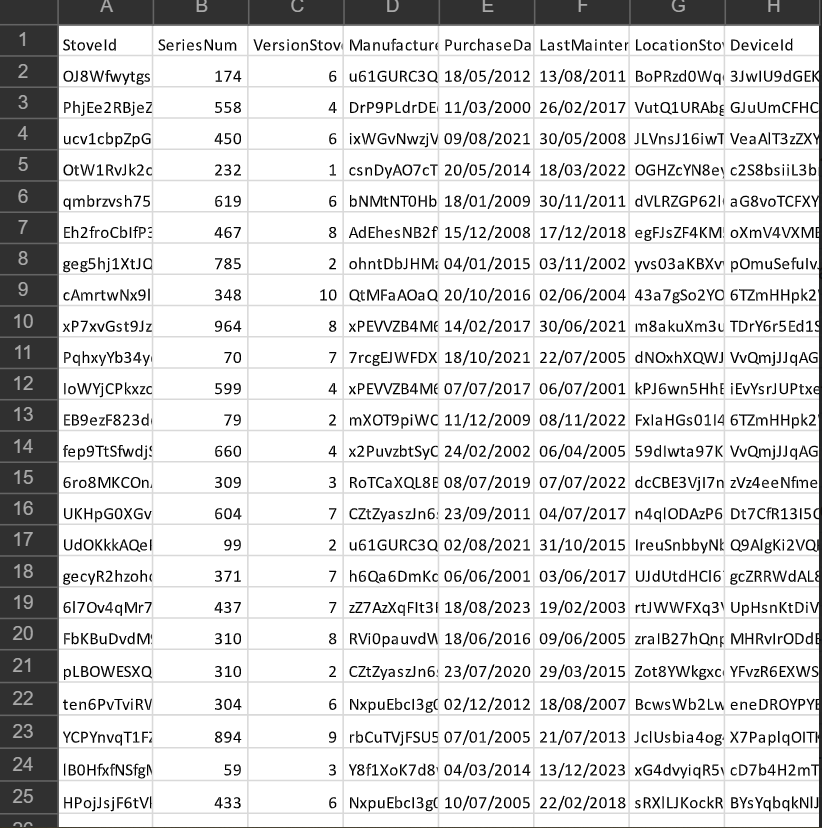 A B C D E F G H
1 StoveId SeriesNum VersionStov Manufacture PurchaseDa LastMainter LocationStov DeviceId
2 OJ8Wfwytgs 174 6 u61GURC3Q 18/05/2012 13/08/2011 BoPRzd0Wq 3JwIU9dGEK
3 PhjEe2RBjeZ 558 4 DrP9PLdrDE 11/03/2000 26/02/2017 VutQ1URAbg GJuUmCFHC
4 ucv1cbpZpG 450 6 ixWGvNwzjV 09/08/2021 30/05/2008 JLVnsJ16iwT VeaAlT3zZXY
5 OtW1RvJk2c 232 1 csnDyAO7cT 20/05/2014 18/03/2022 OGHZcYN8ey c2S8bsiiL3b
6 qmbrzvsh75 619 6 bNMtNT0Hb 18/01/2009 30/11/2011 dVLRZGP62l aG8voTCFXY
7 Eh2froCbIfP3 467 8 AdEhesNB2f 15/12/2008 17/12/2018 egFJsZF4KM oXmV4VXME
8 geg5hj1XtJQ 785 2 ohntDbJHMa 04/01/2015 03/11/2002 yvs03aKBXv pOmuSefulv
9 cAmrtwNx9l 348 10 QtMFaAOaQ 20/10/2016 02/06/2004 43a7gSo2YO 6TZmHHpk2
10 xP7xvGst9Jz 964 8 xPEVVZB4M6 14/02/2017 30/06/2021 m8akuXm3u TDrY6r5Ed1S
11 PqhxyYb34y 70 7 7rcgEJWFDX 18/10/2021 22/07/2005 dNOxhXQWJ VvQmjJJqAG
12 IoWYjCPkxzc 599 4 xPEVVZB4M6 07/07/2017 06/07/2001 kPJ6wn5HhE iEvYsrJUPtxe
13 EB9ezF823d 79 2 mXOT9piWC 11/12/2009 08/11/2022 FxIaHGs01I4 6TZmHHpk2
14 fep9TtSfwdjS 660 4 x2PuvzbtSyC 24/02/2002 06/04/2005 59dIwta97K VvQmjJJqAG
15 6ro8MKCOn 309 3 RoTCaXQL8E 08/07/2019 07/07/2022 dcCBE3VjI7n zVz4eeNfme
16 UKHpG0XGv 604 7 CZtZyaszJn6 23/09/2011 04/07/2017 n4qlODAzP6 Dt7CfR13I5C
17 UdOKkkAQeI 99 2 u61GURC3Q 02/08/2021 31/10/2015 IreuSnbbyNb Q9AlgKi2VQ
18 gecyR2hzoh 371 7 h6Qa6DmKc 06/06/2001 03/06/2017 UJdUtdHCl6 gcZRRWdAL8
19 6l7Ov4qMr7 437 7 zZ7AzXqFIt3 18/08/2023 19/02/2003 rtJWWFXq3 UpHsnKtDiV
20 FbKBuDvdM 310 8 RVi0pauvdW 18/06/2016 09/06/2005 zraIB27hQnp MHRvIrODdE
21 pLBOWESXQ 310 2 CZtZyaszJn6 23/07/2020 29/03/2015 Zot8YWkgxc YFvzR6EXWS
22 ten6PvTviRV 304 6 NxpuEbcI3g 02/12/2012 18/08/2007 BcwsWb2Lw eneDROYPYE
23 YCPYnvqT1FZ 894 9 rbCuTVjFSU5 07/01/2005 21/07/2013 JclUsbia4og X7PaplqOIT
24 lB0HfxfNSfg 59 3 Y8f1XoK7d8 04/03/2014 13/12/2023 xG4dvyiqR5 cD7b4H2mT
25 HPojJsjF6tV 433 6 NxpuEbcI3g 10/07/2005 22/02/2018 sRXlLJKockR BYsYqbqkNlJ